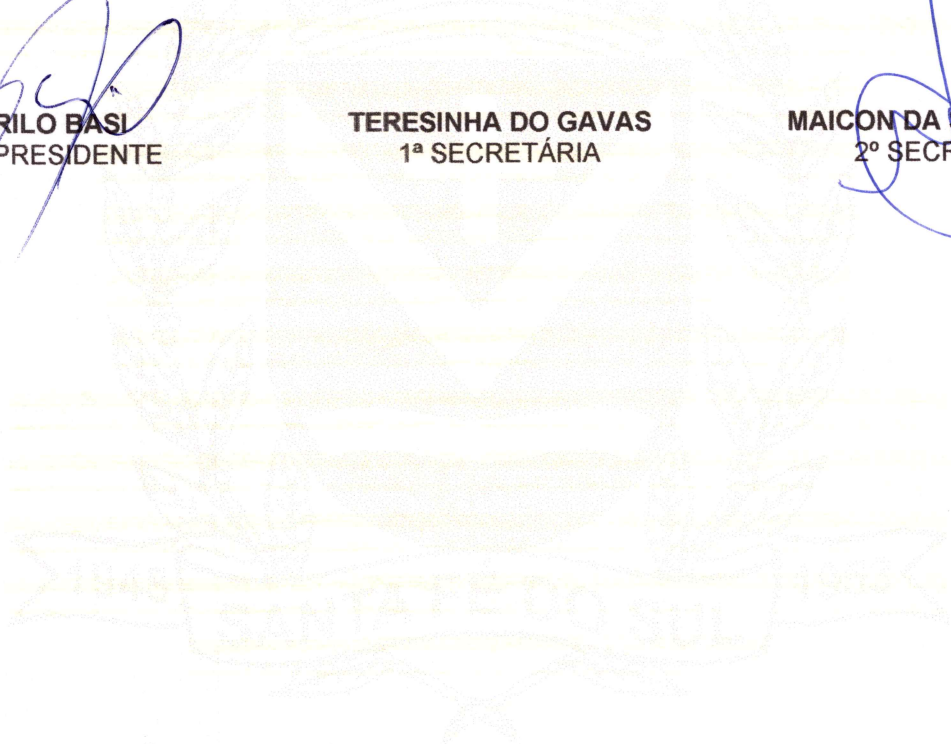 RILO BASI
PRESIDENTE
TERESINHA DO GAVAS
1ª SECRETÁRIA
MAICON DA
2º SECR
1948
SANTA FÉ DO SUL